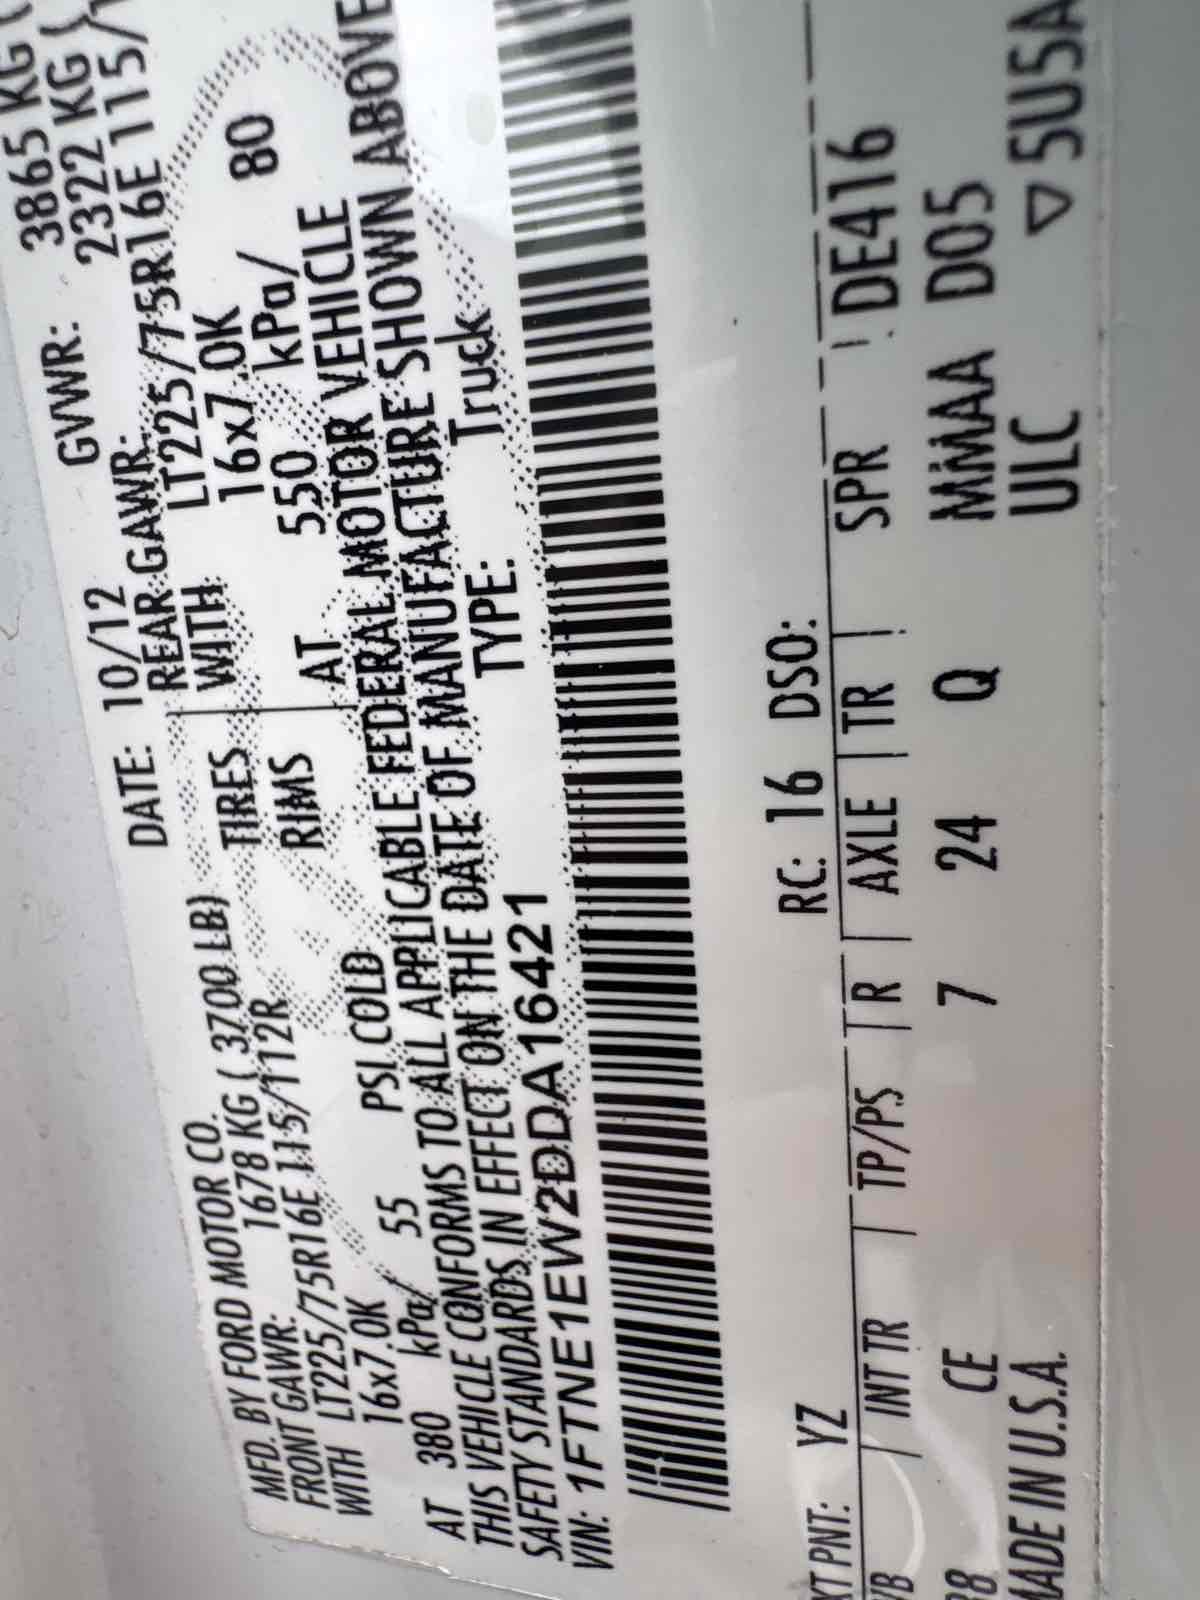 MFD. BY FORD MOTOR CO.
DATE: 10/12 GVWR: 3865 KG (
FRONT GAWR: 1678 KG ( 3700 LB) REAR GAWR: 2322 KG (
WITH LT225/75R16E 115/112R TIRES WITH LT225/75R16E 115/
16x7.0K RIMS 16x7.0K
AT 380 kPa/ 55 PSI COLD AT 550 kPa/ 80
THIS VEHICLE CONFORMS TO ALL APPLICABLE FEDERAL MOTOR VEHICLE
SAFETY STANDARDS IN EFFECT ON THE DATE OF MANUFACTURE SHOWN ABOVE
VIN: 1FTNE1EW2DDA16421 TYPE: Truck
XT PNT: YZ RC: 16 DSO:
WB INT TR TP/PS R AXLE TR SPR DE416
38 CE 7 24 Q MMAA D05
MADE IN U.S.A. ULC ▽ 5U5A